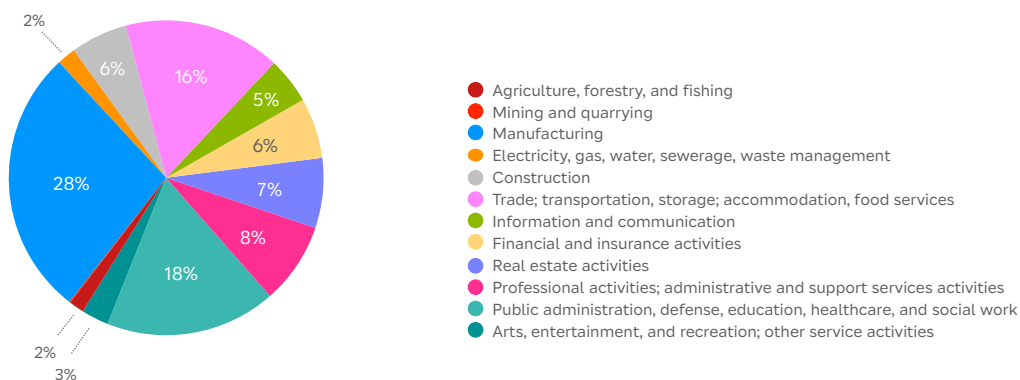 2%
6%
16%
5%
6%
7%
8%
18%
28%
2%
3%
Agriculture, forestry, and fishing
Mining and quarrying
Manufacturing
Electricity, gas, water, sewerage, waste management
Construction
Trade; transportation, storage; accommodation, food services
Information and communication
Financial and insurance activities
Real estate activities
Professional activities; administrative and support services activities
Public administration, defense, education, healthcare, and social work
Arts, entertainment, and recreation; other service activities